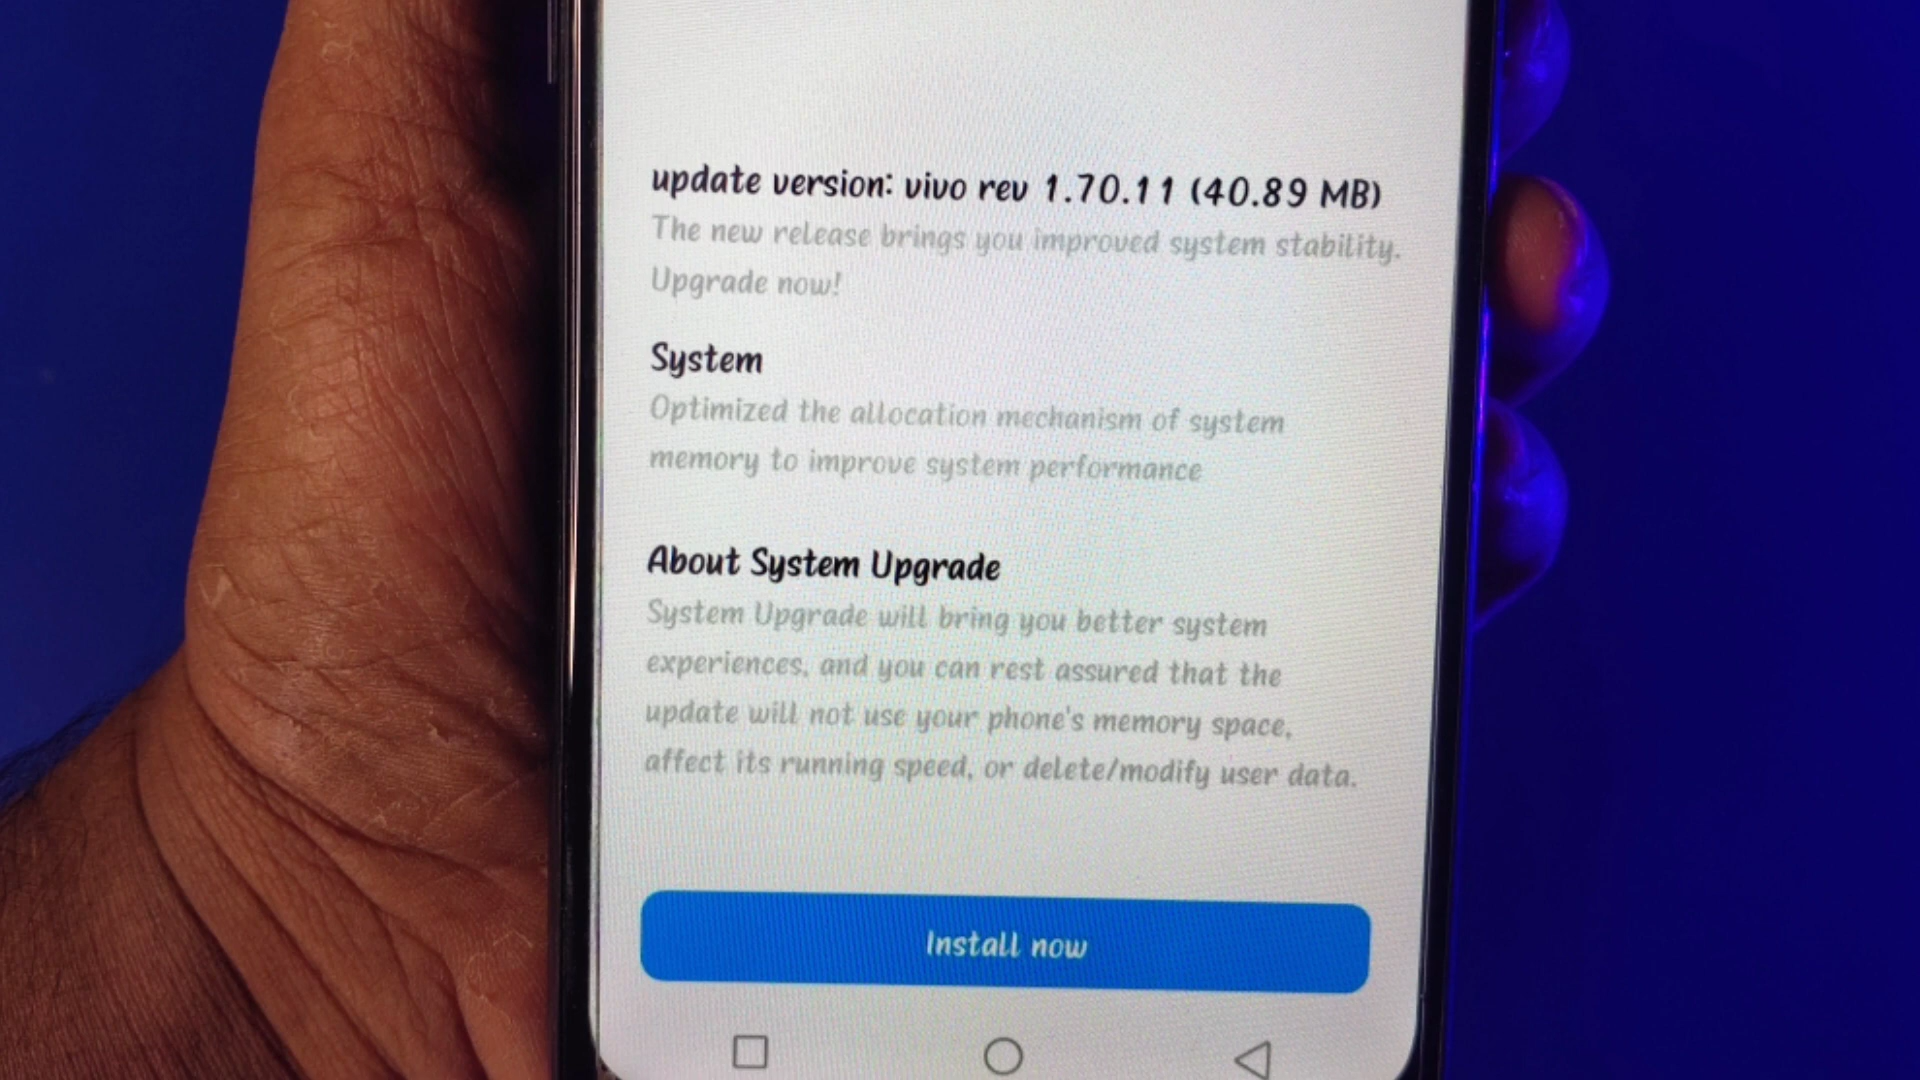 update version: vivo rev 1.70.11 (40.89 MB)
The new release brings you improved system stability.
Upgrade now!
System
Optimized the allocation mechanism of system
memory to improve system performance
About System Upgrade
System Upgrade will bring you better system
experiences, and you can rest assured that the
update will not use your phone's memory space,
affect its running speed, or delete/modify user data.
Install now